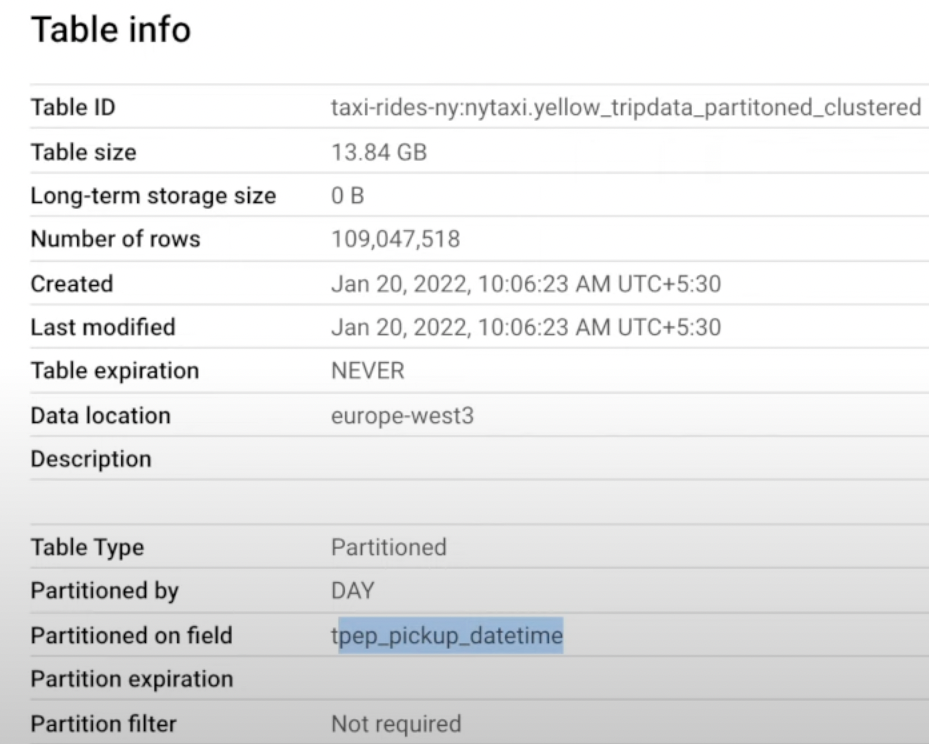 Table info
Table ID taxi-rides-ny:nytaxi.yellow_tripdata_partitoned_clustered
Table size 13.84 GB
Long-term storage size 0 B
Number of rows 109,047,518
Created Jan 20, 2022, 10:06:23 AM UTC+5:30
Last modified Jan 20, 2022, 10:06:23 AM UTC+5:30
Table expiration NEVER
Data location europe-west3
Description
Table Type Partitioned
Partitioned by DAY
Partitioned on field tpep_pickup_datetime
Partition expiration
Partition filter Not required